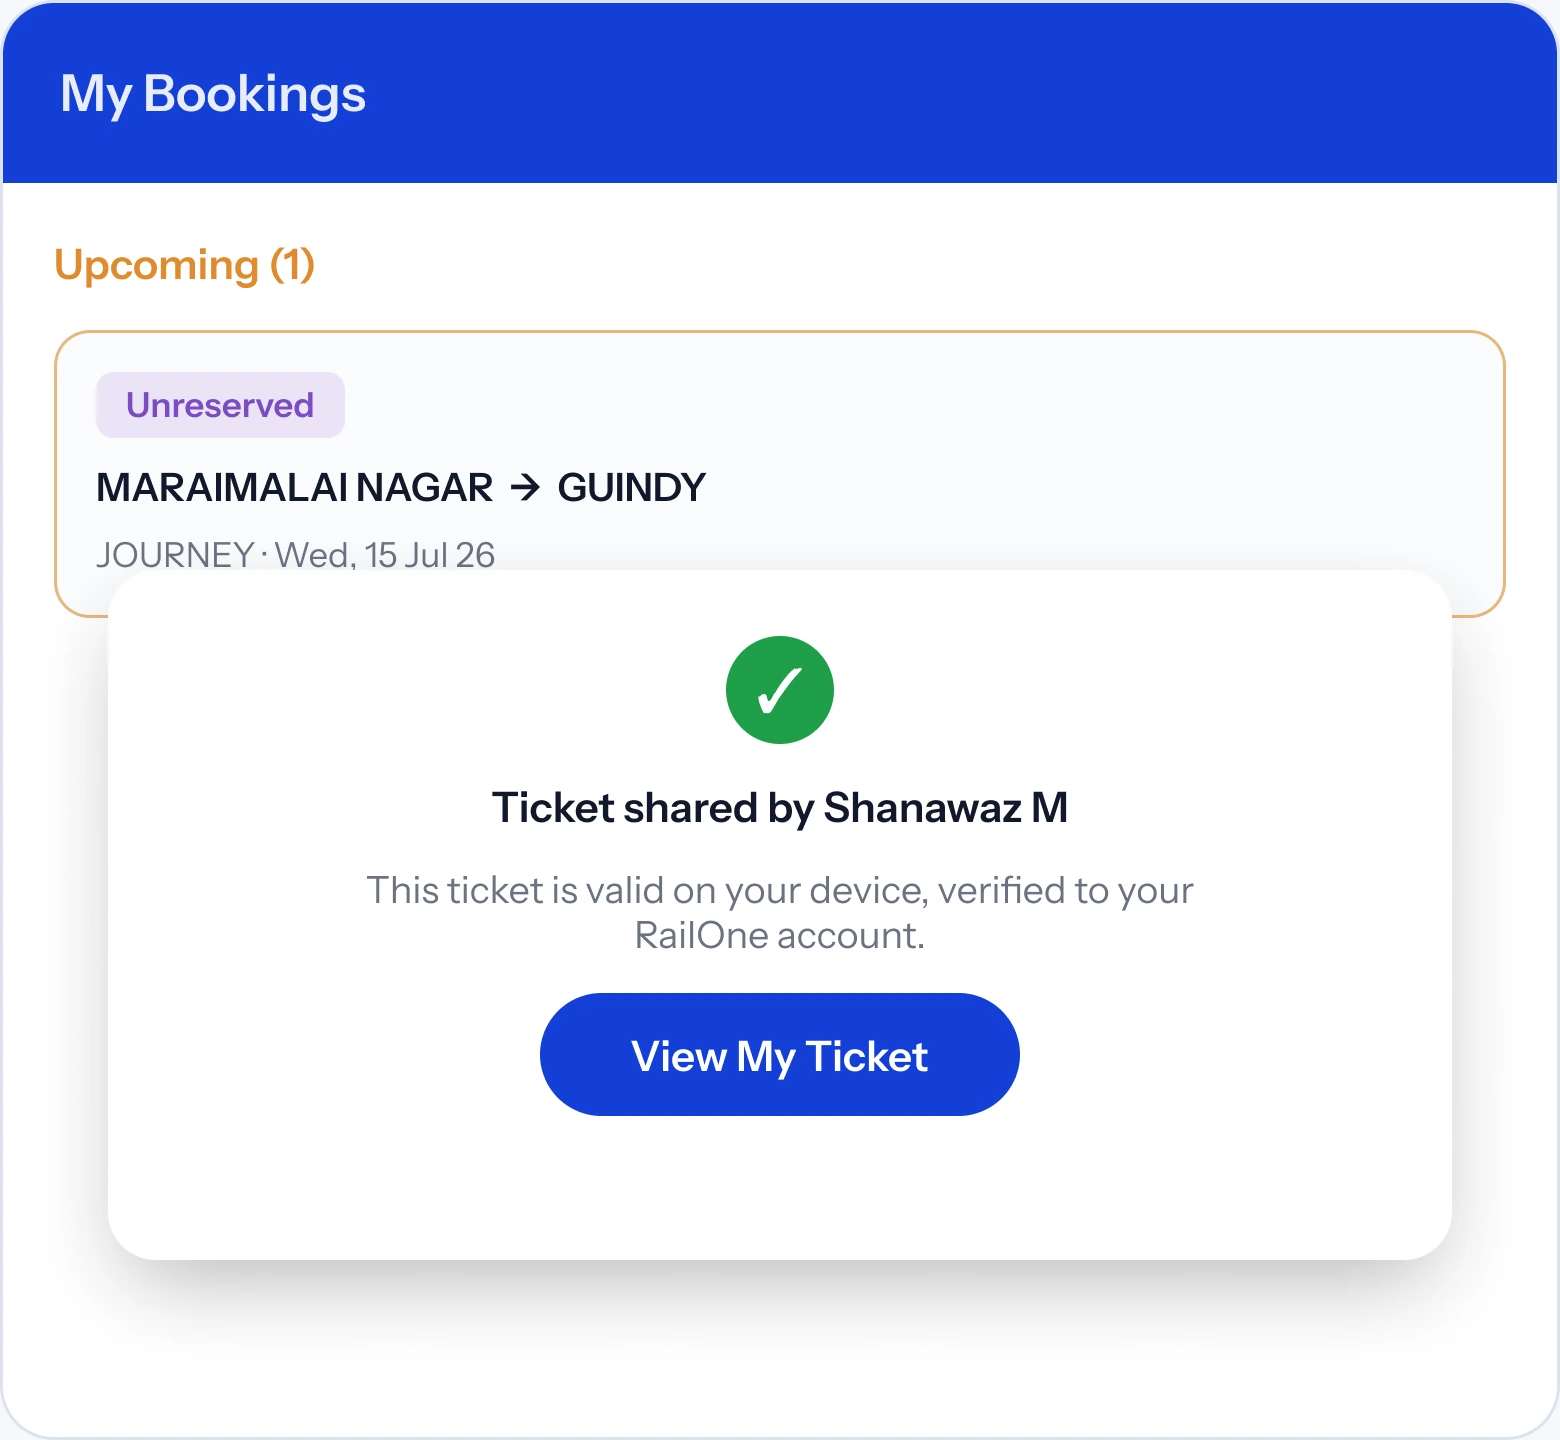 My Bookings
Upcoming (1)
Unreserved
MARAIMALAI NAGAR → GUINDY
JOURNEY · Wed, 15 Jul 26
✓
Ticket shared by Shanawaz M
This ticket is valid on your device, verified to your
RailOne account.
View My Ticket